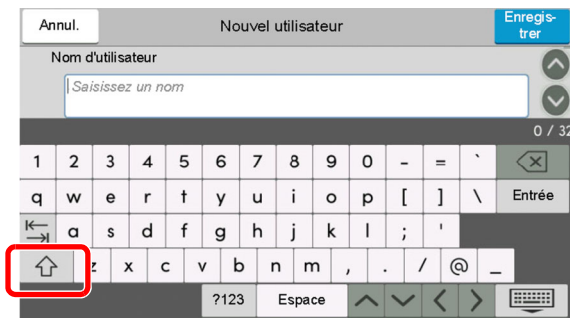 Annul.
Nouvel utilisateur
Enregis-
trer
Nom d'utilisateur
Saisissez un nom
0 / 32
1 2 3 4 5 6 7 8 9 0 - = `
q w e r t y u i o p [ ] \ Entrée
a s d f g h j k l ; '
z x c v b n m , . / @ _
?123 Espace